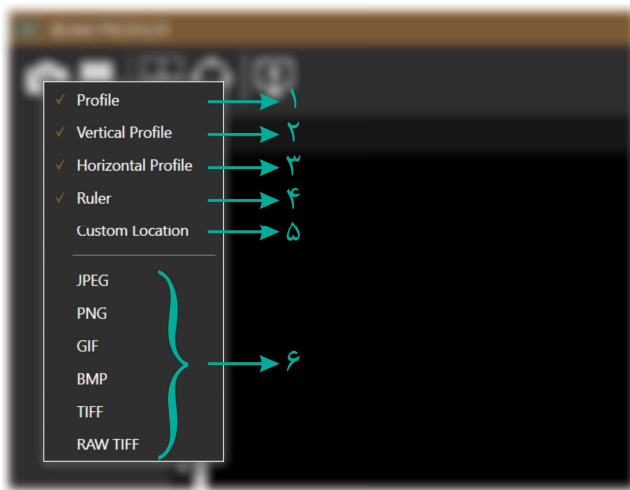 Profile ۱
Vertical Profile ۲
Horizontal Profile ۳
Ruler ۴
Custom Location ۵
JPEG
PNG
GIF
۶
BMP
TIFF
RAW TIFF